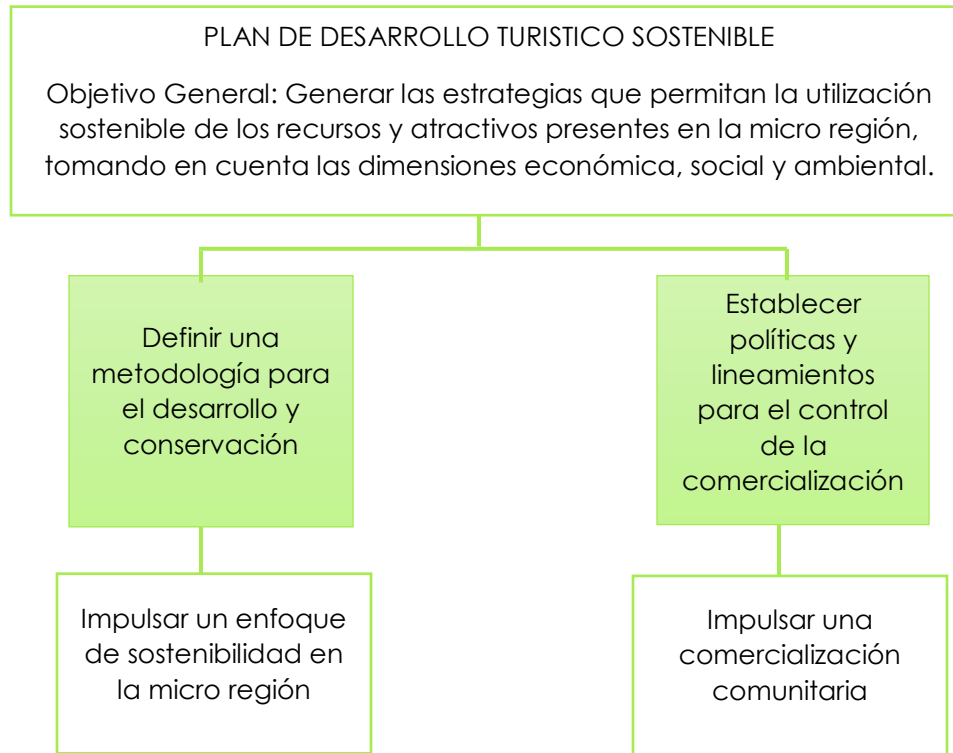 PLAN DE DESARROLLO TURISTICO SOSTENIBLE
Objetivo General: Generar las estrategias que permitan la utilización
sostenible de los recursos y atractivos presentes en la micro región,
tomando en cuenta las dimensiones económica, social y ambiental.
Definir una
metodología para
el desarrollo y
conservación
Establecer
políticas y
lineamientos
para el control
de la
comercialización
Impulsar un enfoque
de sostenibilidad en
la micro región
Impulsar una
comercialización
comunitaria